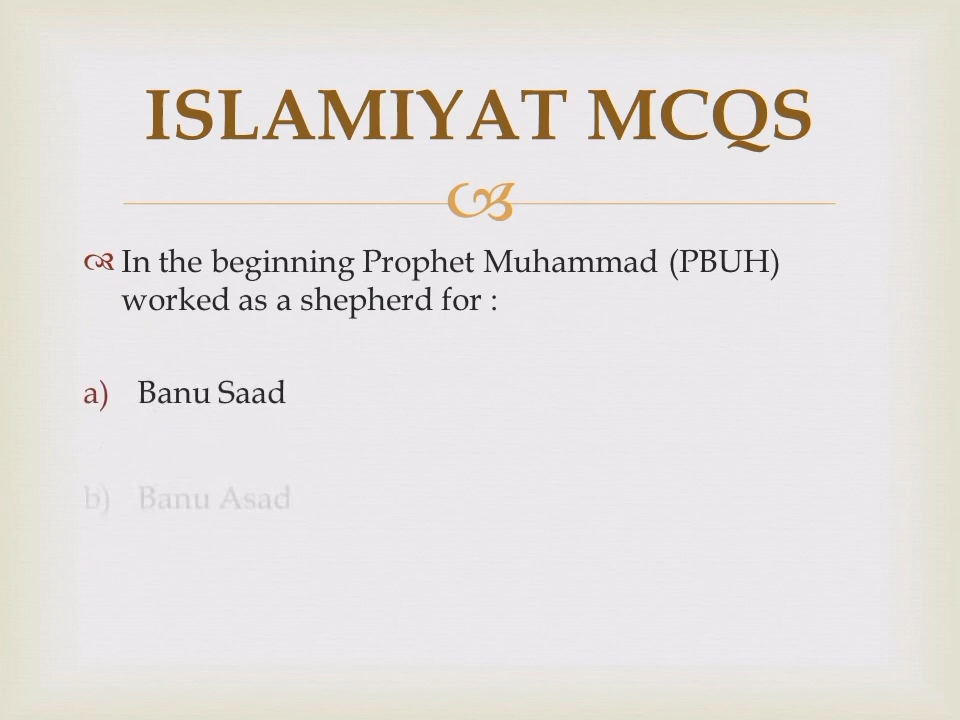 ISLAMIYAT MCQS
In the beginning Prophet Muhammad (PBUH)
worked as a shepherd for :
a) Banu Saad
b) Banu Asad